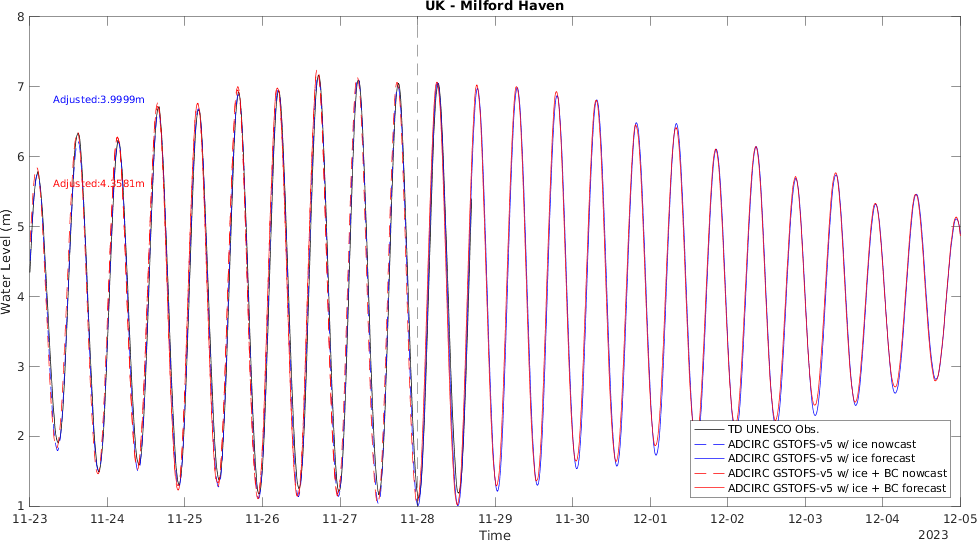 UK - Milford Haven
8
7
6
5
4
3
2
1
Water Level (m)
Adjusted:3.9999m
Adjusted:4.3581m
TD UNESCO Obs.
ADCIRC GSTOFS-v5 w/ ice nowcast
ADCIRC GSTOFS-v5 w/ ice forecast
ADCIRC GSTOFS-v5 w/ ice + BC nowcast
ADCIRC GSTOFS-v5 w/ ice + BC forecast
11-23 11-24 11-25 11-26 11-27 11-28 11-29 11-30 12-01 12-02 12-03 12-04 12-05
Time
2023